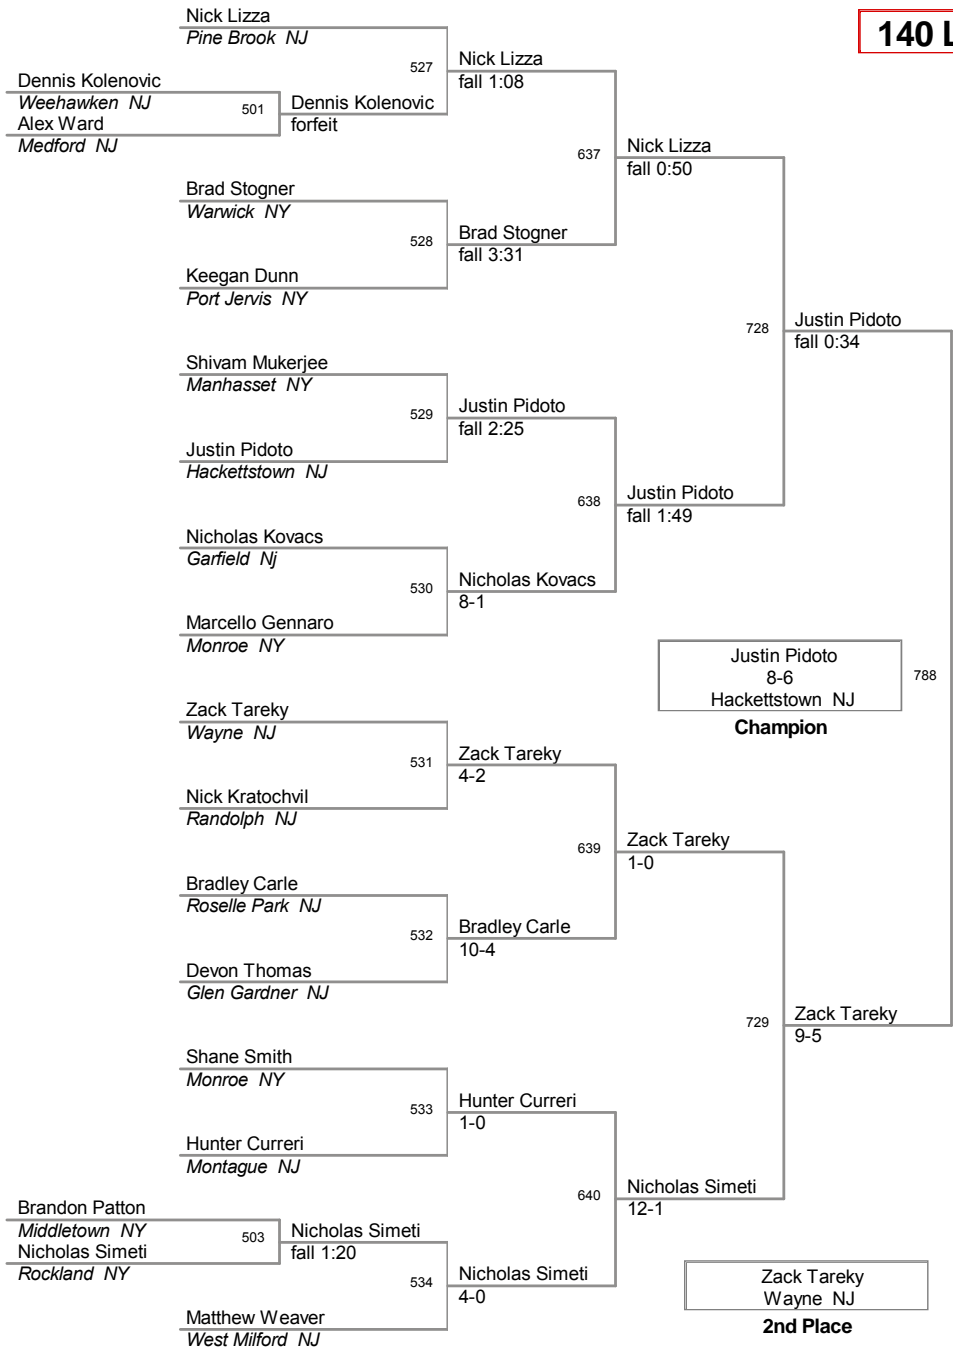 Nick Lizza
Pine Brook NJ
140 L
527
Nick Lizza
fall 1:08
Dennis Kolenovic
Weehawken NJ
501
Dennis Kolenovic
forfeit
Alex Ward
Medford NJ
637
Nick Lizza
fall 0:50
Brad Stogner
Warwick NY
528
Brad Stogner
fall 3:31
Keegan Dunn
Port Jervis NY
728
Justin Pidoto
fall 0:34
Shivam Mukerjee
Manhasset NY
529
Justin Pidoto
fall 2:25
Justin Pidoto
Hackettstown NJ
638
Justin Pidoto
fall 1:49
Nicholas Kovacs
Garfield Nj
530
Nicholas Kovacs
8-1
Marcello Gennaro
Monroe NY
Justin Pidoto
8-6
Hackettstown NJ
788
Champion
Zack Tareky
Wayne NJ
531
Zack Tareky
4-2
Nick Kratochvil
Randolph NJ
639
Zack Tareky
1-0
Bradley Carle
Roselle Park NJ
532
Bradley Carle
10-4
Devon Thomas
Glen Gardner NJ
729
Zack Tareky
9-5
Shane Smith
Monroe NY
533
Hunter Curreri
1-0
Hunter Curreri
Montague NJ
640
Nicholas Simeti
12-1
Brandon Patton
Middletown NY
503
Nicholas Simeti
fall 1:20
Nicholas Simeti
Rockland NY
534
Nicholas Simeti
4-0
Matthew Weaver
West Milford NJ
Zack Tareky
Wayne NJ
2nd Place